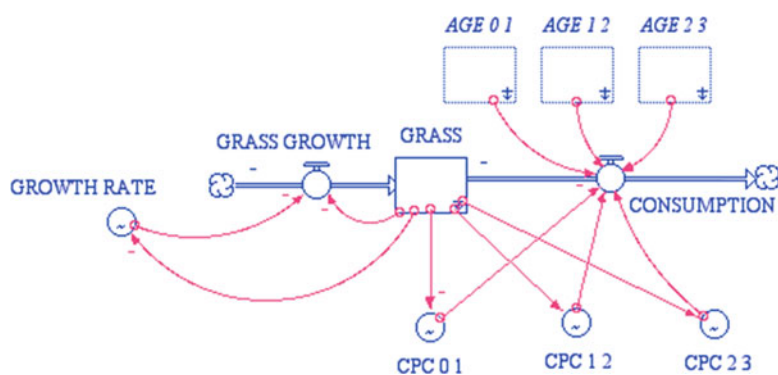 AGE 0 1 AGE 1 2 AGE 2 3
GRASS GROWTH GRASS
GROWTH RATE
CONSUMPTION
CPC 0 1 CPC 1 2 CPC 2 3